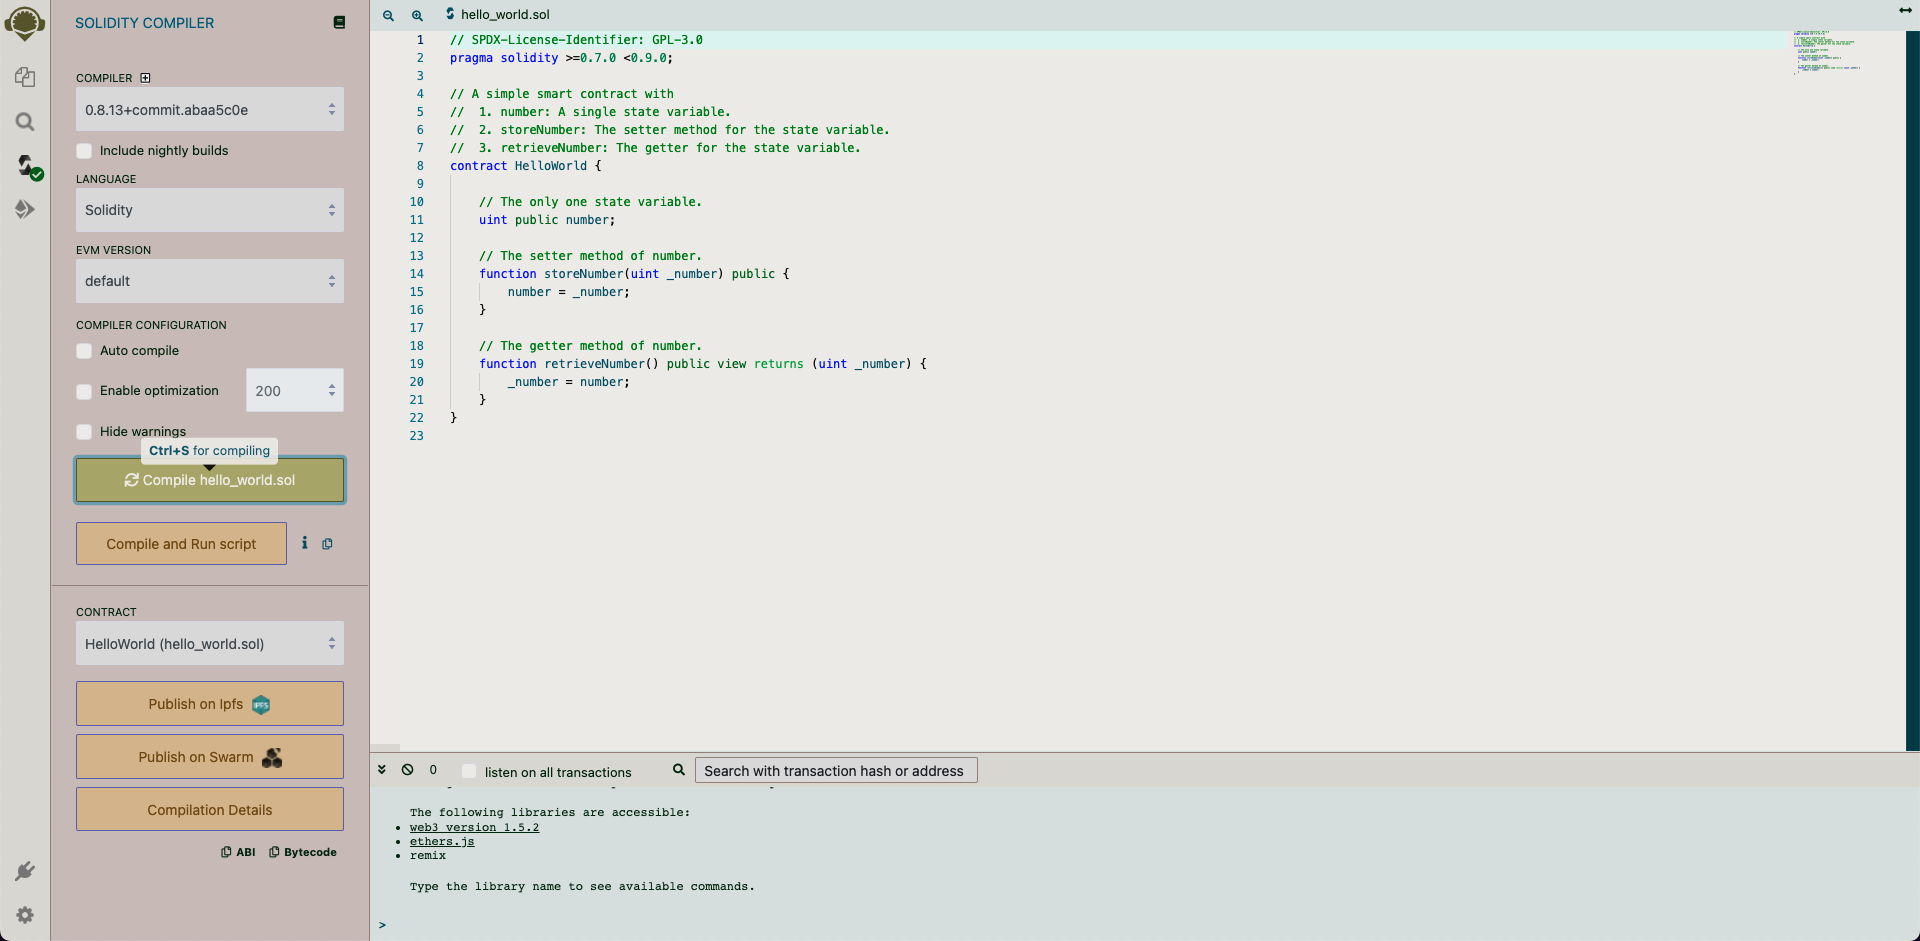 SOLIDITY COMPILER
COMPILER
0.8.13+commit.abaa5c0e
Include nightly builds
LANGUAGE
Solidity
EVM VERSION
default
COMPILER CONFIGURATION
Auto compile
Enable optimization
200
Hide warnings
Ctrl+S for compiling
Compile hello_world.sol
Compile and Run script
CONTRACT
HelloWorld (hello_world.sol)
Publish on Ipfs
IPFS
Publish on Swarm
Compilation Details
ABI
Bytecode
hello_world.sol
1 // SPDX-License-Identifier: GPL-3.0
2 pragma solidity >=0.7.0 <0.9.0;
3
4 // A simple smart contract with
5 //  1. number: A single state variable.
6 //  2. storeNumber: The setter method for the state variable.
7 //  3. retrieveNumber: The getter for the state variable.
8 contract HelloWorld {
9
10     // The only one state variable.
11     uint public number;
12
13     // The setter method of number.
14     function storeNumber(uint _number) public {
15         number = _number;
16     }
17
18     // The getter method of number.
19     function retrieveNumber() public view returns (uint _number) {
20         _number = number;
21     }
22 }
23
0
listen on all transactions
Search with transaction hash or address
The following libraries are accessible:
• web3 version 1.5.2
• ethers.js
• remix
Type the library name to see available commands.
>